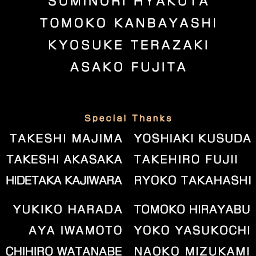 SUMINORI HYAKUTA
TOMOKO KANBAYASHI
KYOSUKE TERAZAKI
ASAKO FUJITA
Special Thanks
TAKESHI MAJIMA YOSHIAKI KUSUDA
TAKESHI AKASAKA TAKEHIRO FUJII
HIDETAKA KAJIWARA RYOKO TAKAHASHI
YUKIKO HARADA TOMOKO HIRAYABU
AYA IWAMOTO YOKO YASUKOCHI
CHIHIRO WATANABE NAOKO MIZUKAMI